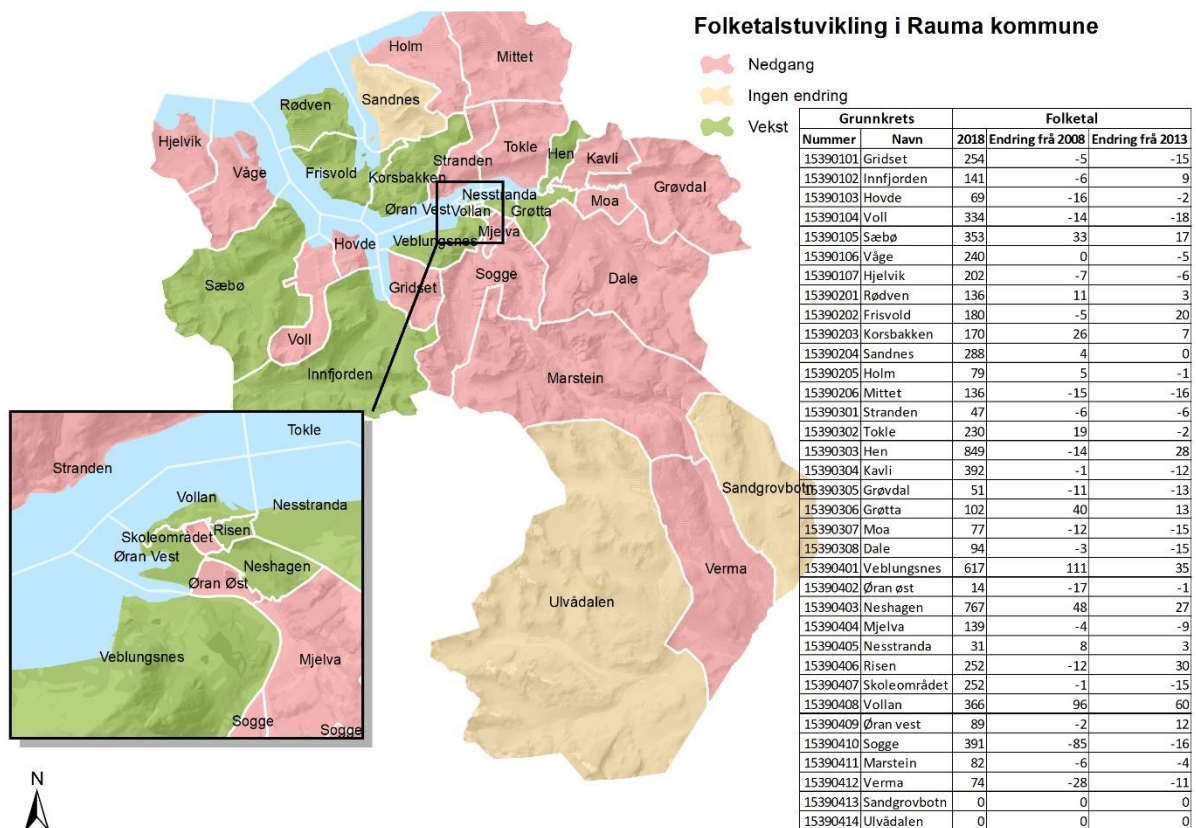 Folketalstuvikling i Rauma kommune
Nedgang
Ingen endring
Vekst
Grunnkrets Folketal
Nummer Navn 2018 Endring frå 2008 Endring frå 2013
15390101 Gridset 254 -5 -15
15390102 Innfjorden 141 -6 9
15390103 Hovde 69 -16 -2
15390104 Voll 334 -14 -18
15390105 Sæbø 353 33 17
15390106 Våge 240 0 -5
15390107 Hjelvik 202 -7 -6
15390201 Rødven 136 11 3
15390202 Frisvold 180 -5 20
15390203 Korsbakken 170 26 7
15390204 Sandnes 288 4 0
15390205 Holm 79 5 -1
15390206 Mittet 136 -15 -16
15390301 Stranden 47 -6 -6
15390302 Tokle 230 19 -2
15390303 Hen 849 -14 28
15390304 Kavli 392 -1 -12
15390305 Grøvdal 51 -11 -13
15390306 Grøtta 102 40 13
15390307 Moa 77 -12 -15
15390308 Dale 94 -3 -15
15390401 Veblungsnes 617 111 35
15390402 Øran øst 14 -17 -1
15390403 Neshagen 767 48 27
15390404 Mjelva 139 -4 -9
15390405 Nesstranda 31 8 3
15390406 Risen 252 -12 30
15390407 Skoleområdet 252 -1 -15
15390408 Vollan 366 96 60
15390409 Øran vest 89 -2 12
15390410 Sogge 391 -85 -16
15390411 Marstein 82 -6 -4
15390412 Verma 74 -28 -11
15390413 Sandgrovbotn 0 0 0
15390414 Ulvådalen 0 0 0
Holm
Mittet
Sandnes
Rødven
Hjelvik
Våge
Frisvold
Korsbakken
Stranden
Tokle
Hen
Kavli
Grøvdal
Moa
Nesstranda
Øran Vest
Vollan
Grøtta
Mjelva
Veblungsnes
Hovde
Sogge
Dale
Sæbø
Gridset
Voll
Innfjorden
Marstein
Sandgrovbotn
Verma
Ulvådalen
Tokle
Stranden
Vollan
Nesstranda
Skoleområdet
Risen
Øran Vest
Neshagen
Øran Øst
Veblungsnes
Mjelva
Sogge
Sogge
N